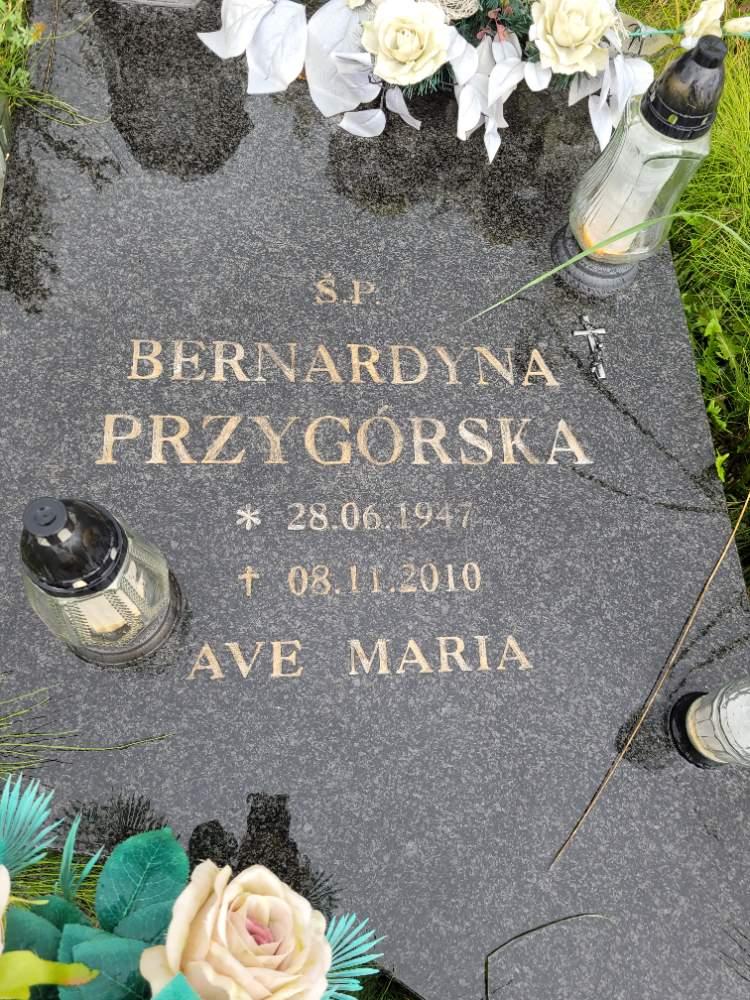 Ś.P.
BERNARDYNA
PRZYGÓRSKA
* 28.06.1947
† 08.11.2010
AVE MARIA